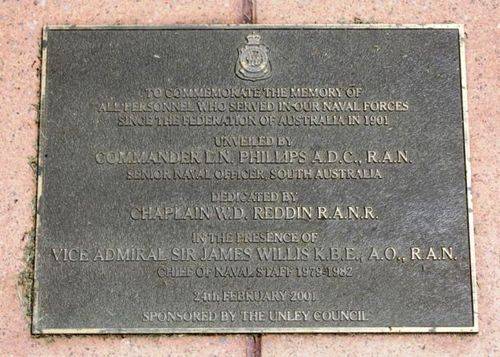 TO COMMEMORATE THE MEMORY OF
ALL PERSONNEL WHO SERVED IN OUR NAVAL FORCES
SINCE THE FEDERATION OF AUSTRALIA IN 1901
UNVEILED BY
COMMANDER L.N. PHILLIPS A.D.C., R.A.N.
SENIOR NAVAL OFFICER, SOUTH AUSTRALIA
DEDICATED BY
CHAPLAIN W.D. REDDIN R.A.N.R.
IN THE PRESENCE OF
VICE ADMIRAL SIR JAMES WILLIS K.B.E., A.O., R.A.N.
CHIEF OF NAVAL STAFF 1979-1982
24TH. FEBRUARY 2001
SPONSORED BY THE UNLEY COUNCIL